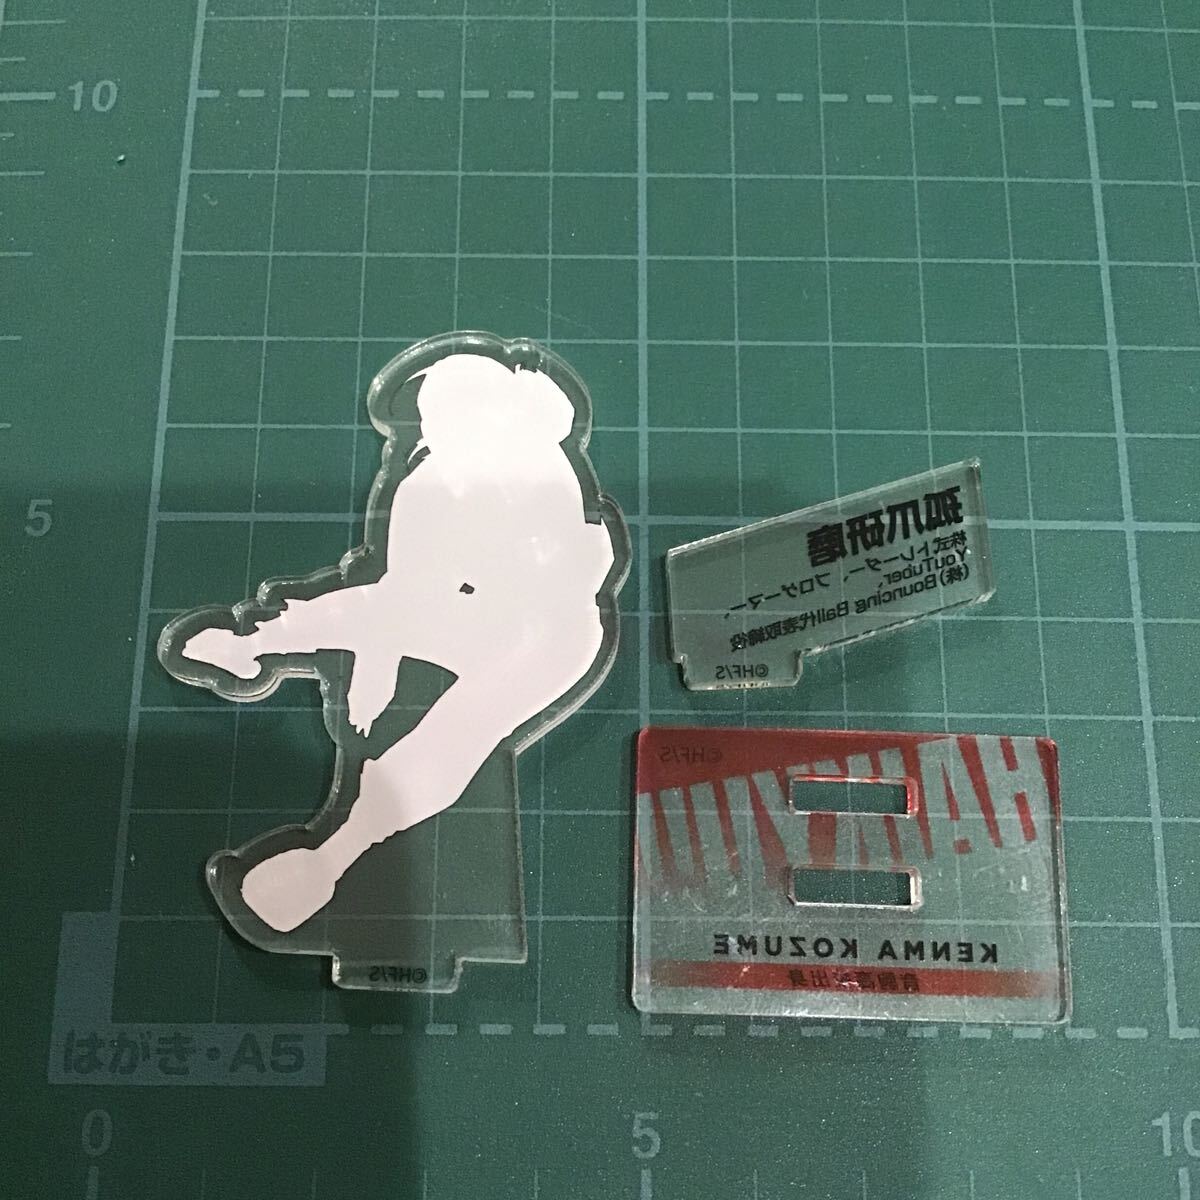 10
5
孤爪研磨
株式トレーダー、プロゲーマー、
YouTuber、
(株)Bouncing Ball代表取締役
©HF/S
©HF/S
HAIKYU!!
KENMA KOZUME
音駒高校出身
©HF/S
はがき・A5
0
5
10